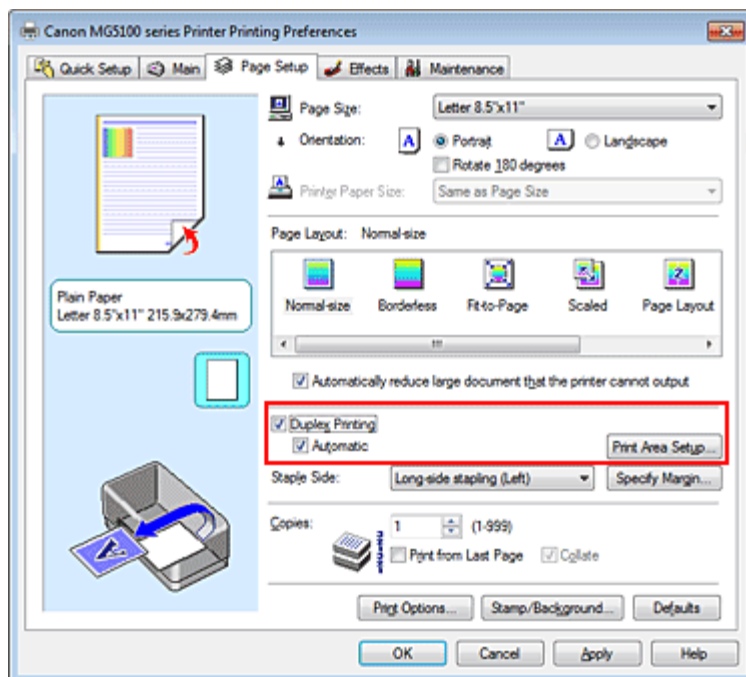 Canon MG5100 series Printer Printing Preferences
Quick Setup Main Page Setup Effects Maintenance
Page Size: Letter 8.5"x11"
Orientation: A Portrait A Landscape
Rotate 180 degrees
Printer Paper Size: Same as Page Size
Page Layout: Normal-size
Normal-size Borderless Fit-to-Page Scaled Page Layout
Plain Paper
Letter 8.5"x11" 215.9x279.4mm
Automatically reduce large document that the printer cannot output
Duplex Printing
Automatic Print Area Setup...
Staple Side: Long-side stapling (Left) Specify Margin...
Copies: 1 (1-999)
Print from Last Page Collate
Print Options... Stamp/Background... Defaults
OK Cancel Apply Help